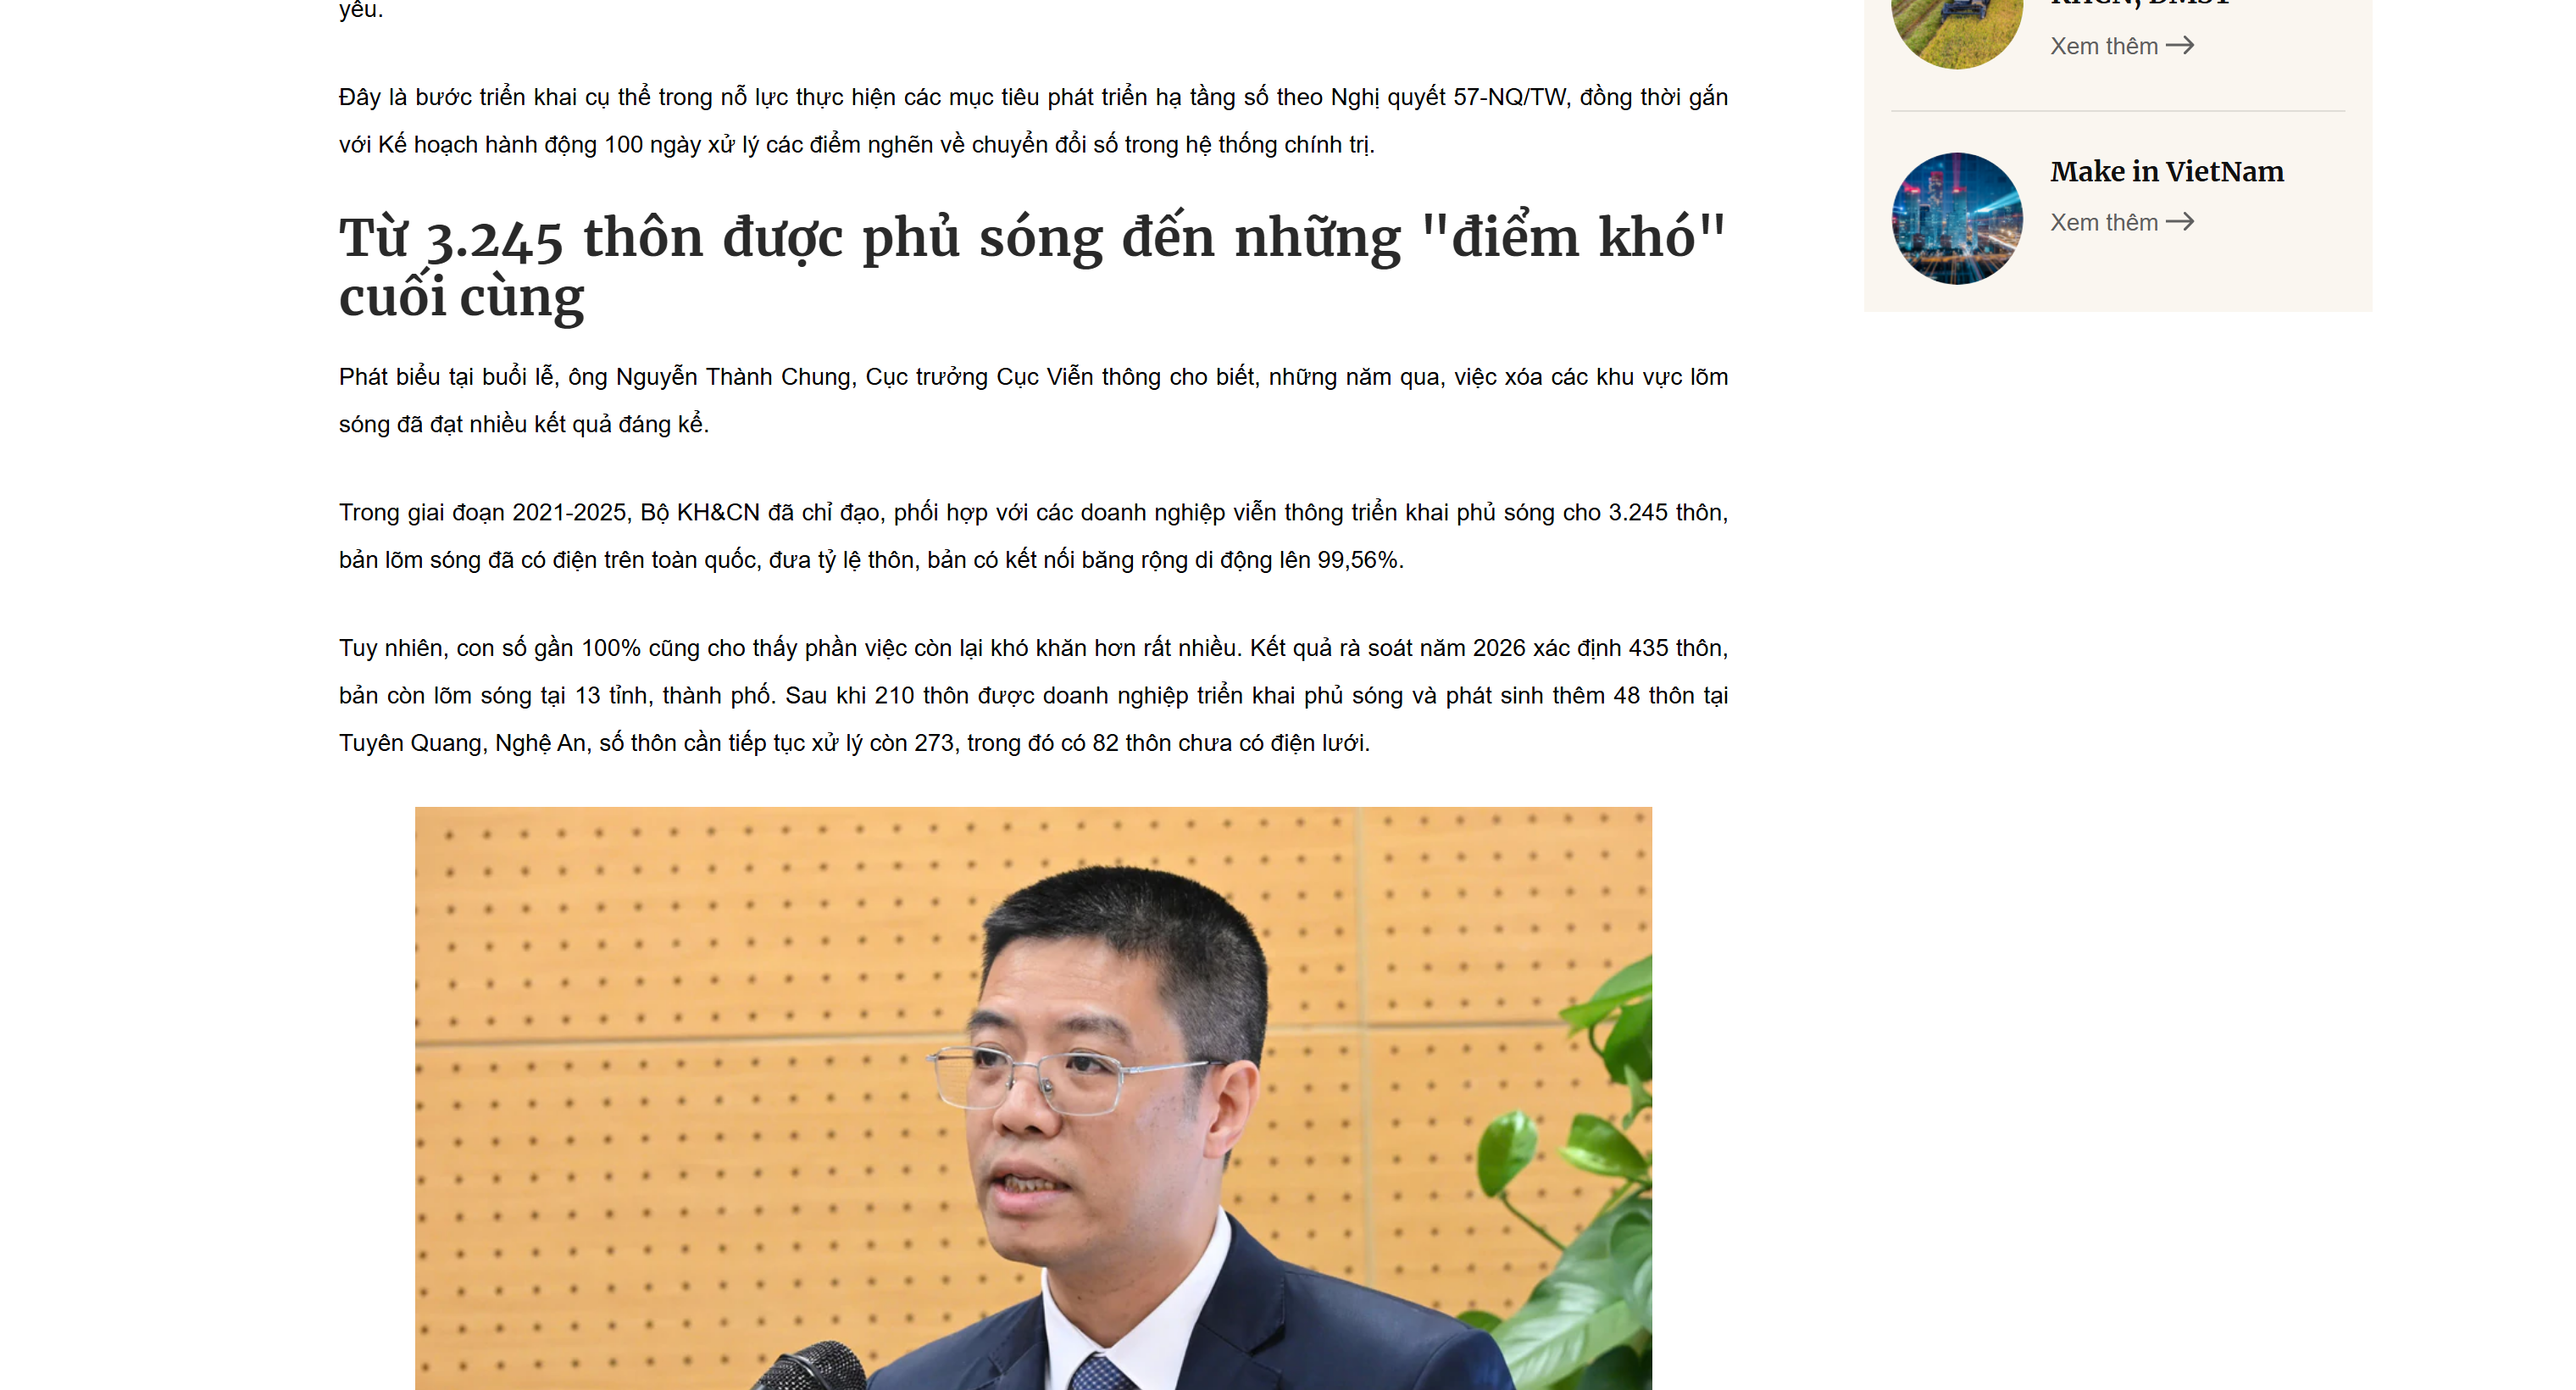 yếu.
Đây là bước triển khai cụ thể trong nỗ lực thực hiện các mục tiêu phát triển hạ tầng số theo Nghị quyết 57-NQ/TW, đồng thời gắn
với Kế hoạch hành động 100 ngày xử lý các điểm nghẽn về chuyển đổi số trong hệ thống chính trị.
Từ 3.245 thôn được phủ sóng đến những "điểm khó"
cuối cùng
Phát biểu tại buổi lễ, ông Nguyễn Thành Chung, Cục trưởng Cục Viễn thông cho biết, những năm qua, việc xóa các khu vực lõm
sóng đã đạt nhiều kết quả đáng kể.
Trong giai đoạn 2021-2025, Bộ KH&CN đã chỉ đạo, phối hợp với các doanh nghiệp viễn thông triển khai phủ sóng cho 3.245 thôn,
bản lõm sóng đã có điện trên toàn quốc, đưa tỷ lệ thôn, bản có kết nối băng rộng di động lên 99,56%.
Tuy nhiên, con số gần 100% cũng cho thấy phần việc còn lại khó khăn hơn rất nhiều. Kết quả rà soát năm 2026 xác định 435 thôn,
bản còn lõm sóng tại 13 tỉnh, thành phố. Sau khi 210 thôn được doanh nghiệp triển khai phủ sóng và phát sinh thêm 48 thôn tại
Tuyên Quang, Nghệ An, số thôn cần tiếp tục xử lý còn 273, trong đó có 82 thôn chưa có điện lưới.
KHCN, ĐMST
Xem thêm
Make in VietNam
Xem thêm